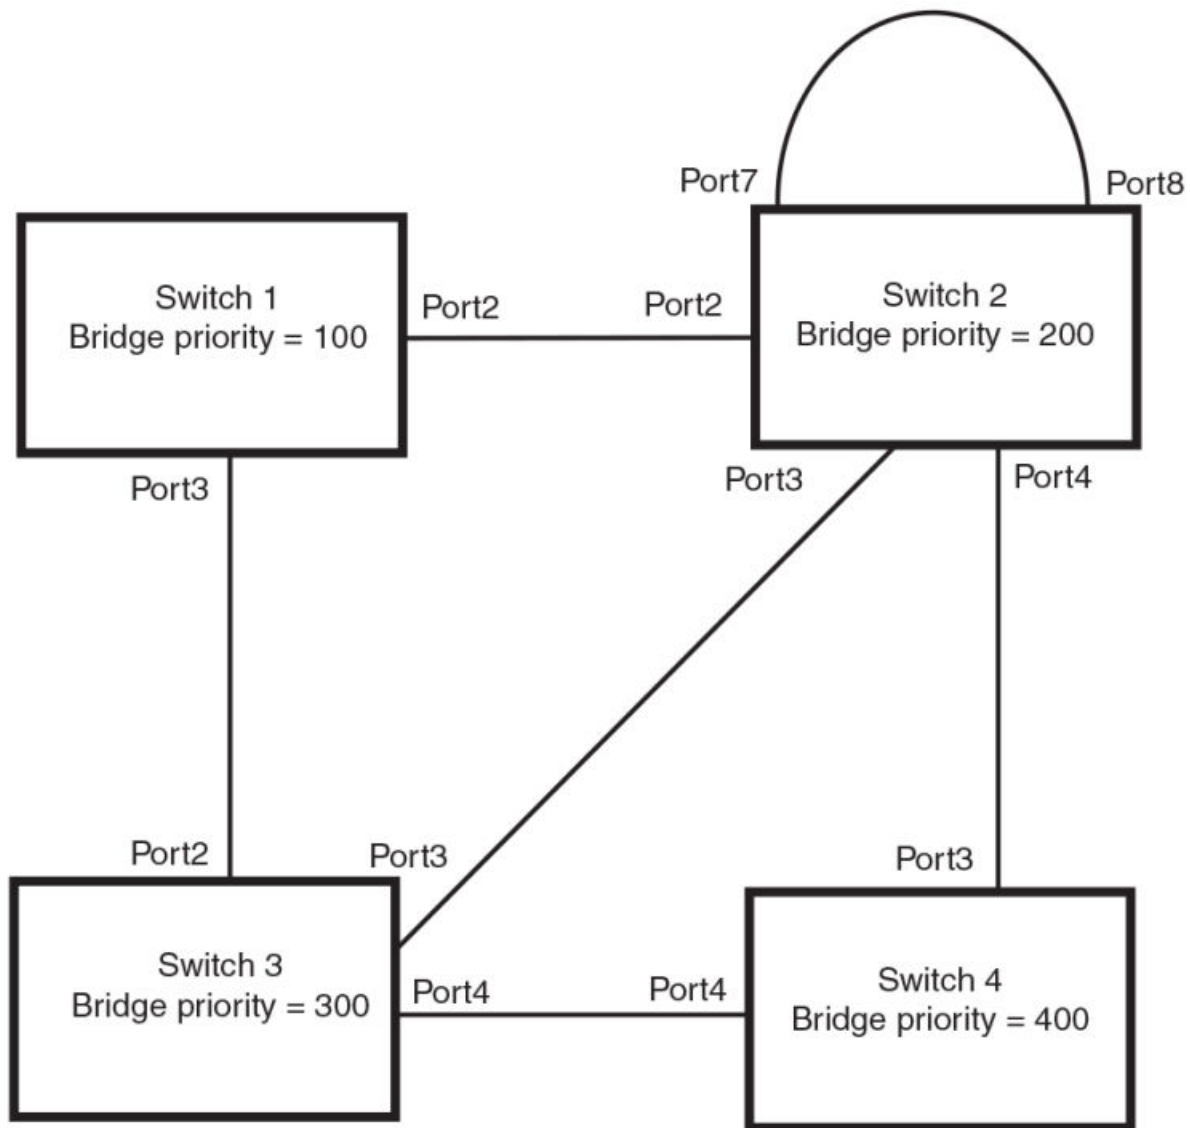 Port7
Port8
Switch 1
Bridge priority = 100
Port2
Port2
Switch 2
Bridge priority = 200
Port3
Port3
Port4
Port2
Port3
Port3
Switch 3
Bridge priority = 300
Port4
Port4
Switch 4
Bridge priority = 400